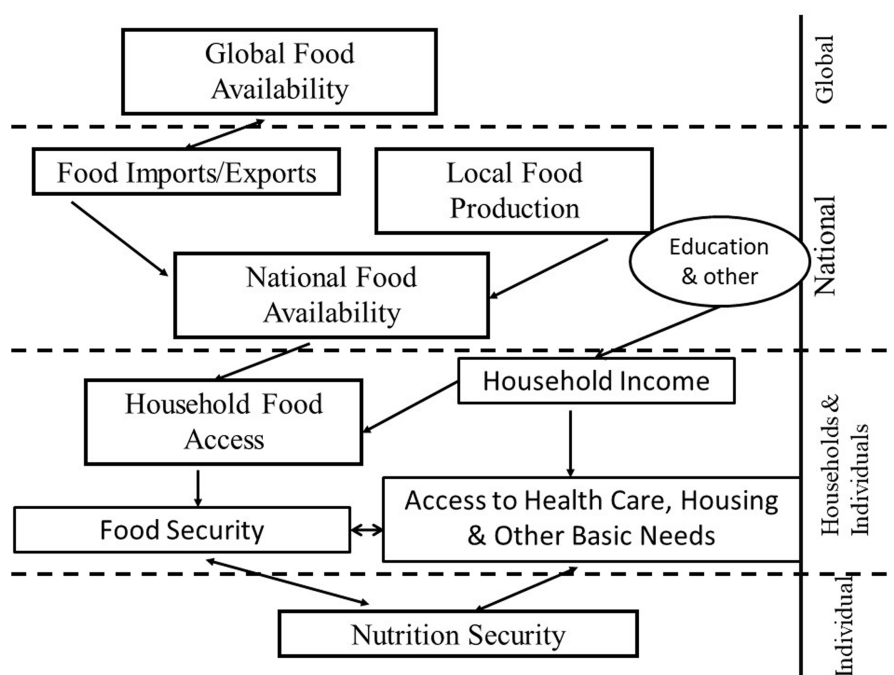 Global Food
Availability
Global
Food Imports/Exports
Local Food
Production
Education
& other
National
National Food
Availability
Household Income
Household Food
Access
Households &
Individuals
Access to Health Care, Housing
& Other Basic Needs
Food Security
Nutrition Security
Individual